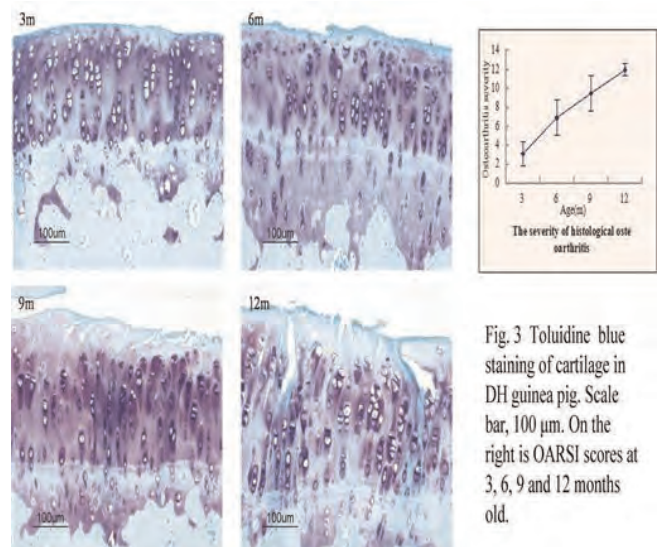 3m
100um
6m
100um
9m
100um
12m
100um
14
12
10
8
6
4
2
0
Osteoarthritis severity
3 6 9 12
Age(m)
The severity of histological oste
oarthritis
Fig. 3 Toluidine blue
staining of cartilage in
DH guinea pig. Scale
bar, 100 μm. On the
right is OARSI scores at
3, 6, 9 and 12 months
old.